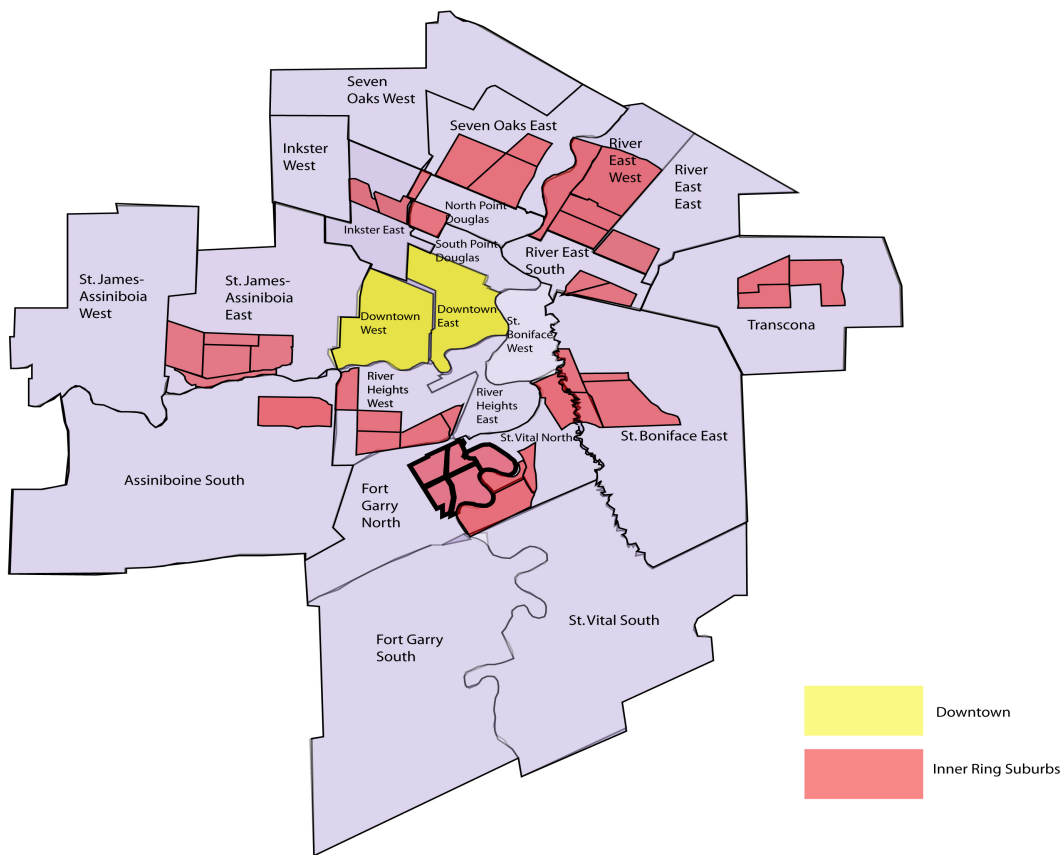 Seven
Oaks West
Seven Oaks East
Inkster
West
River
East
West
River
East
East
North Point
Douglas
Inkster East
South Point
Douglas
River East
South
St. James-
Assiniboia
West
St. James-
Assiniboia
East
Downtown
West
Downtown
East
St.
Boniface
West
Transcona
River
Heights
West
River
Heights
East
St. Vital North
St. Boniface East
Assiniboine South
Fort
Garry
North
Fort Garry
South
St. Vital South
Downtown
Inner Ring Suburbs